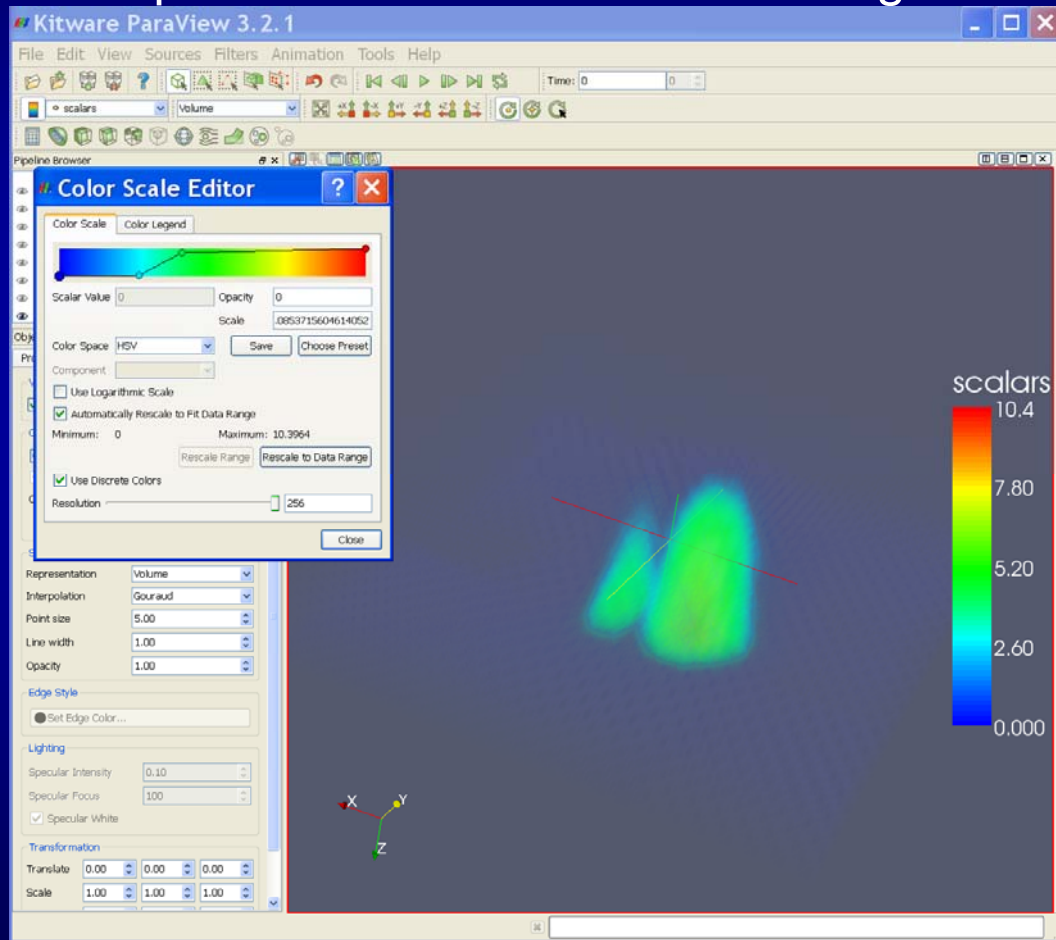 Kitware ParaView 3.2.1
File Edit View Sources Filters Animation Tools Help
Time: 0 0
scalars Volume
Pipeline Browser
Color Scale Editor
Color Scale Color Legend
Scalar Value 0 Opacity 0
Scale .0853715604614052
Color Space HSV Save Choose Preset
Component
Use Logarithmic Scale
Automatically Rescale to Fit Data Range
Minimum: 0 Maximum: 10.3964
Rescale Range Rescale to Data Range
Use Discrete Colors
Resolution 256
Close
Representation Volume
Interpolation Gouraud
Point size 5.00
Line width 1.00
Opacity 1.00
Edge Style
Set Edge Color...
Lighting
Specular Intensity 0.10
Specular Focus 100
Specular White
Transformation
Translate 0.00 0.00 0.00
Scale 1.00 1.00 1.00
scalars
10.4
7.80
5.20
2.60
0.000
X Y
Z